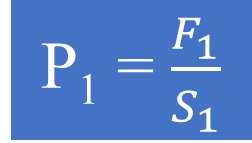 P₁ = F₁/S₁